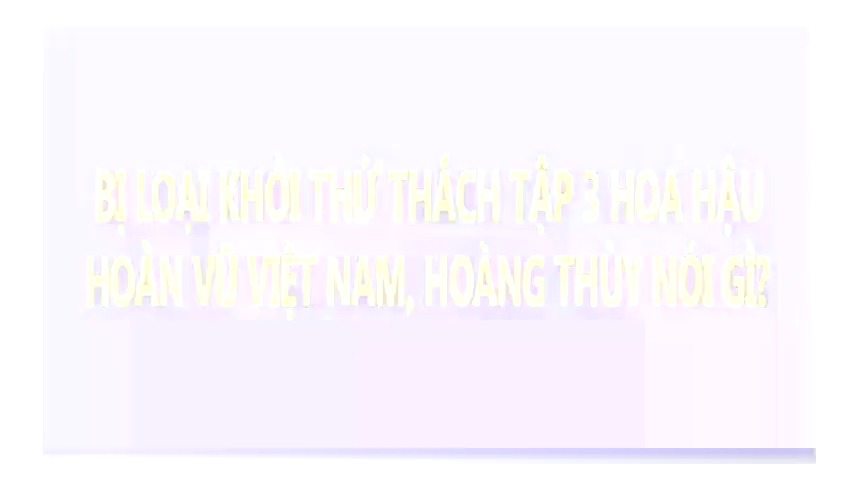 BỊ LOẠI KHỎI THỬ THÁCH TẬP 3 HOA HẬU
HOÀN VŨ VIỆT NAM, HOÀNG THÙY NÓI GÌ?